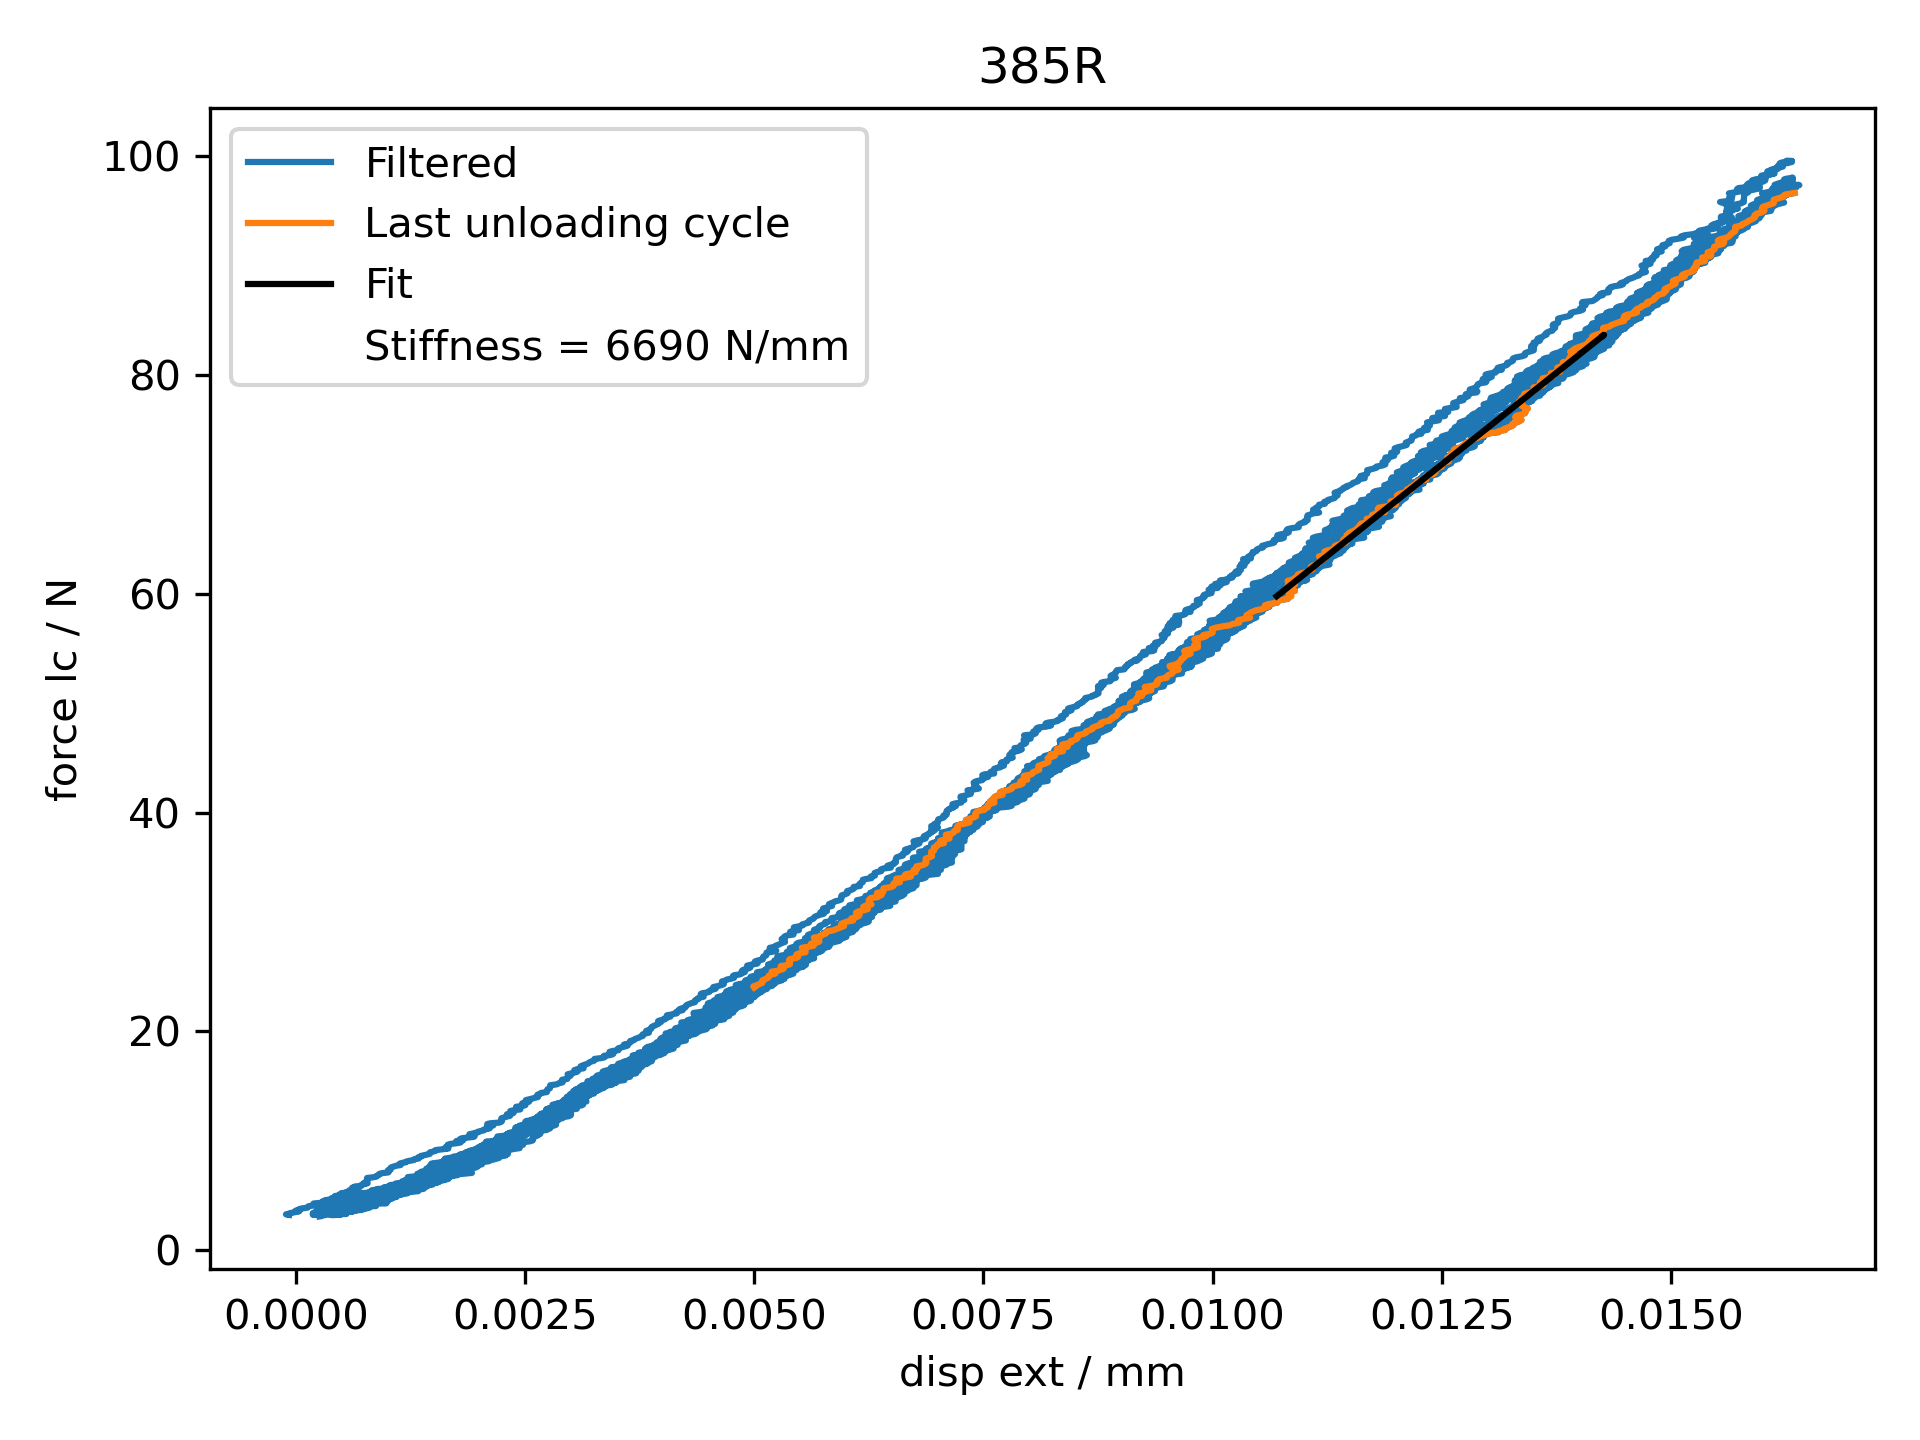 385R
Filtered
Last unloading cycle
Fit
Stiffness = 6690 N/mm
100
80
60
40
20
0
force lc / N
0.0000 0.0025 0.0050 0.0075 0.0100 0.0125 0.0150
disp ext / mm